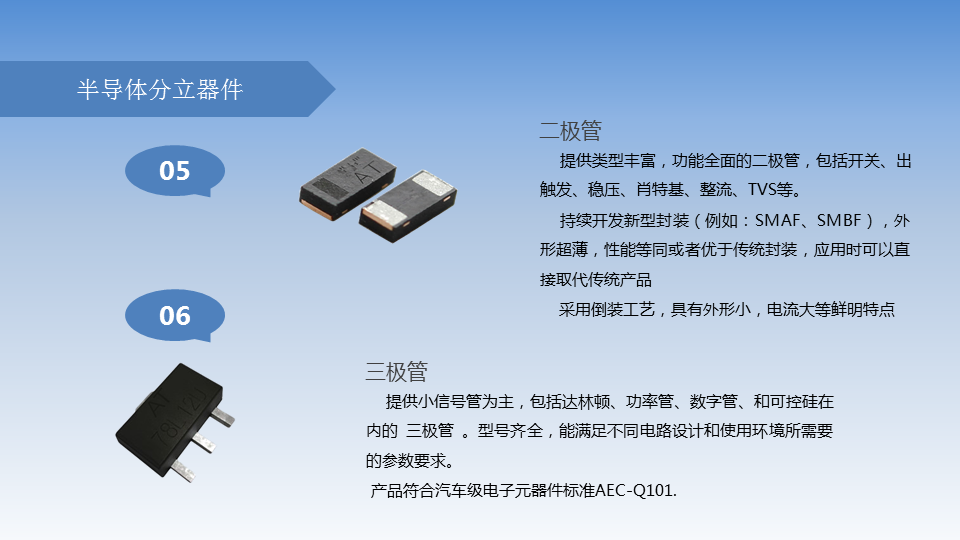 半导体分立器件
05
AT
二极管
提供类型丰富，功能全面的二极管，包括开关、出
触发、稳压、肖特基、整流、TVS等。
持续开发新型封装（例如：SMAF、SMBF），外
形超薄，性能等同或者优于传统封装，应用时可以直
接取代传统产品
采用倒装工艺，具有外形小，电流大等鲜明特点
06
三极管
提供小信号管为主，包括达林顿、功率管、数字管、和可控硅在
内的 三极管 。型号齐全，能满足不同电路设计和使用环境所需要
的参数要求。
产品符合汽车级电子元器件标准AEC-Q101.
AT